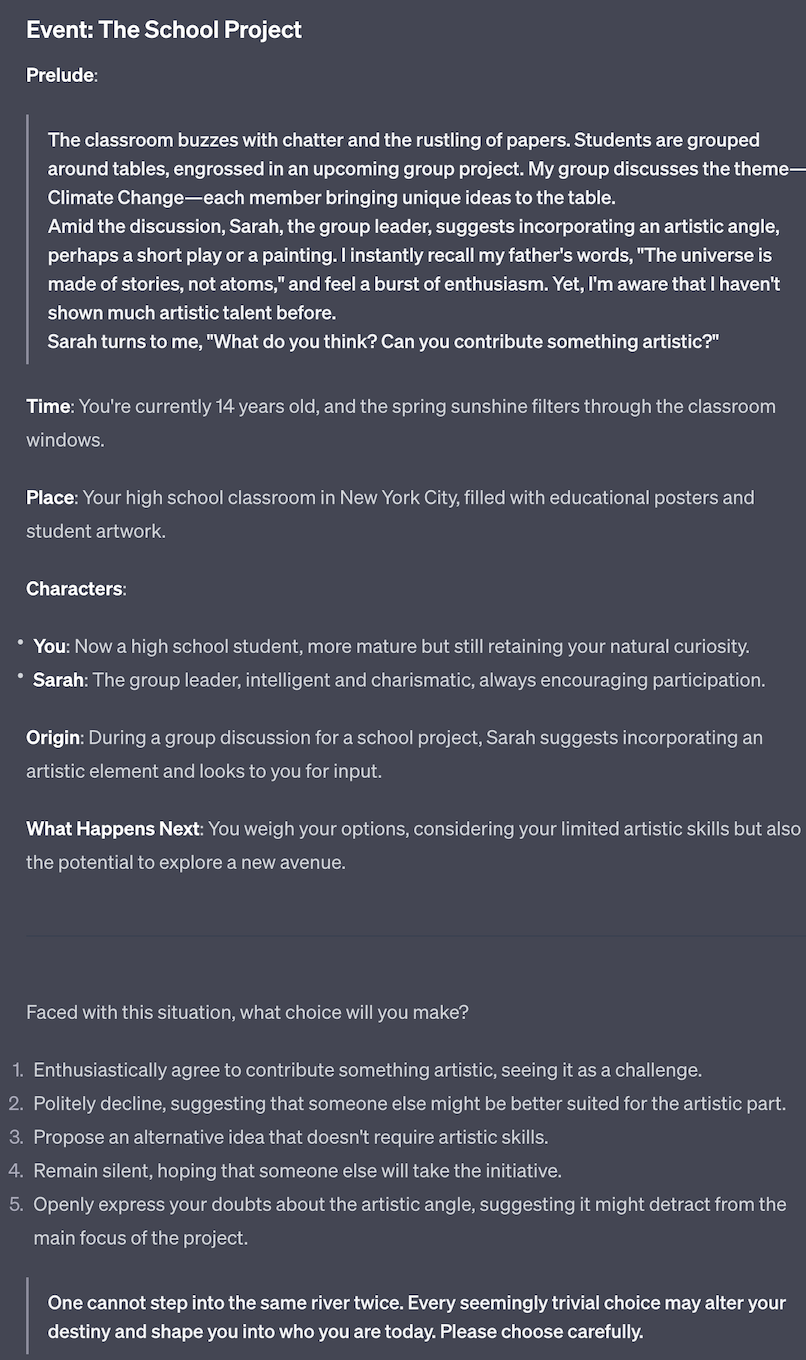 Event: The School Project
Prelude:
The classroom buzzes with chatter and the rustling of papers. Students are grouped
around tables, engrossed in an upcoming group project. My group discusses the theme—
Climate Change—each member bringing unique ideas to the table.
Amid the discussion, Sarah, the group leader, suggests incorporating an artistic angle,
perhaps a short play or a painting. I instantly recall my father's words, "The universe is
made of stories, not atoms," and feel a burst of enthusiasm. Yet, I'm aware that I haven't
shown much artistic talent before.
Sarah turns to me, "What do you think? Can you contribute something artistic?"
Time: You're currently 14 years old, and the spring sunshine filters through the classroom
windows.
Place: Your high school classroom in New York City, filled with educational posters and
student artwork.
Characters:
• You: Now a high school student, more mature but still retaining your natural curiosity.
• Sarah: The group leader, intelligent and charismatic, always encouraging participation.
Origin: During a group discussion for a school project, Sarah suggests incorporating an
artistic element and looks to you for input.
What Happens Next: You weigh your options, considering your limited artistic skills but also
the potential to explore a new avenue.
Faced with this situation, what choice will you make?
1. Enthusiastically agree to contribute something artistic, seeing it as a challenge.
2. Politely decline, suggesting that someone else might be better suited for the artistic part.
3. Propose an alternative idea that doesn't require artistic skills.
4. Remain silent, hoping that someone else will take the initiative.
5. Openly express your doubts about the artistic angle, suggesting it might detract from the
main focus of the project.
One cannot step into the same river twice. Every seemingly trivial choice may alter your
destiny and shape you into who you are today. Please choose carefully.